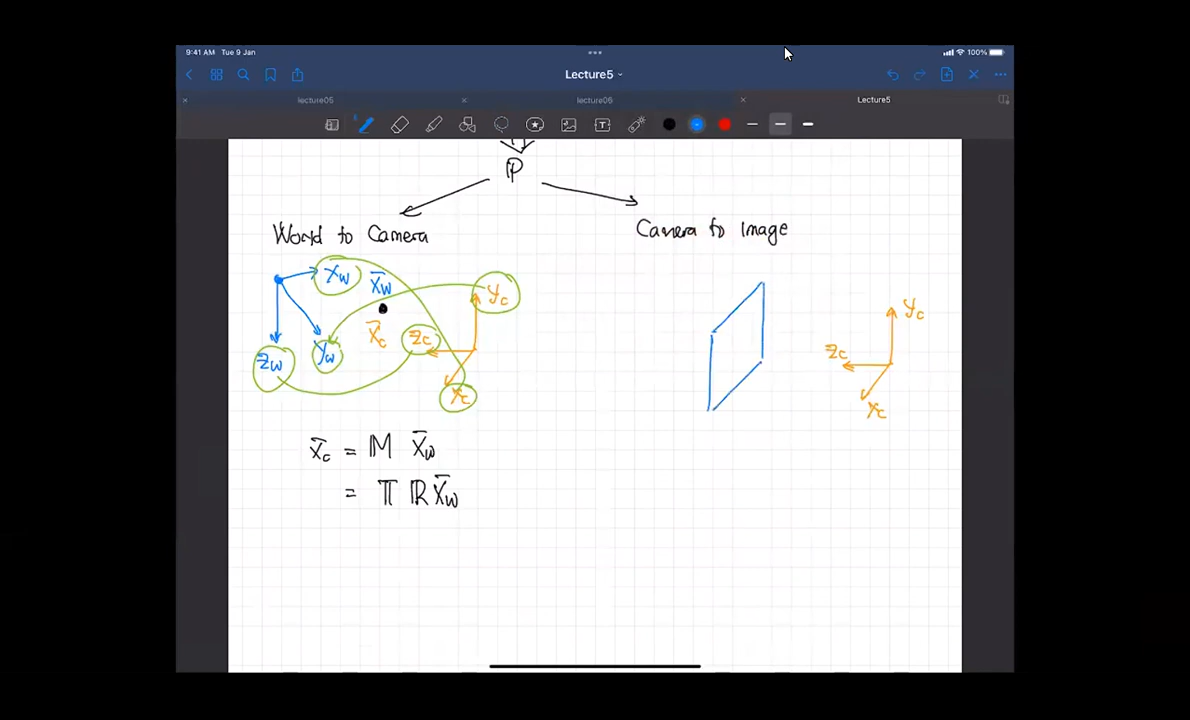 9:41 AM Tue 9 Jan
100%
Lecture5
lecture05
lecture06
Lecture5
ℙ
World to Camera
Camera to Image
Xw
X̄w
Yc
X̄c
Zc
Zw
Yw
Xc
Yc
Zc
Xc
X̄c = 𝕄 X̄w
= 𝕋 ℝ X̄w